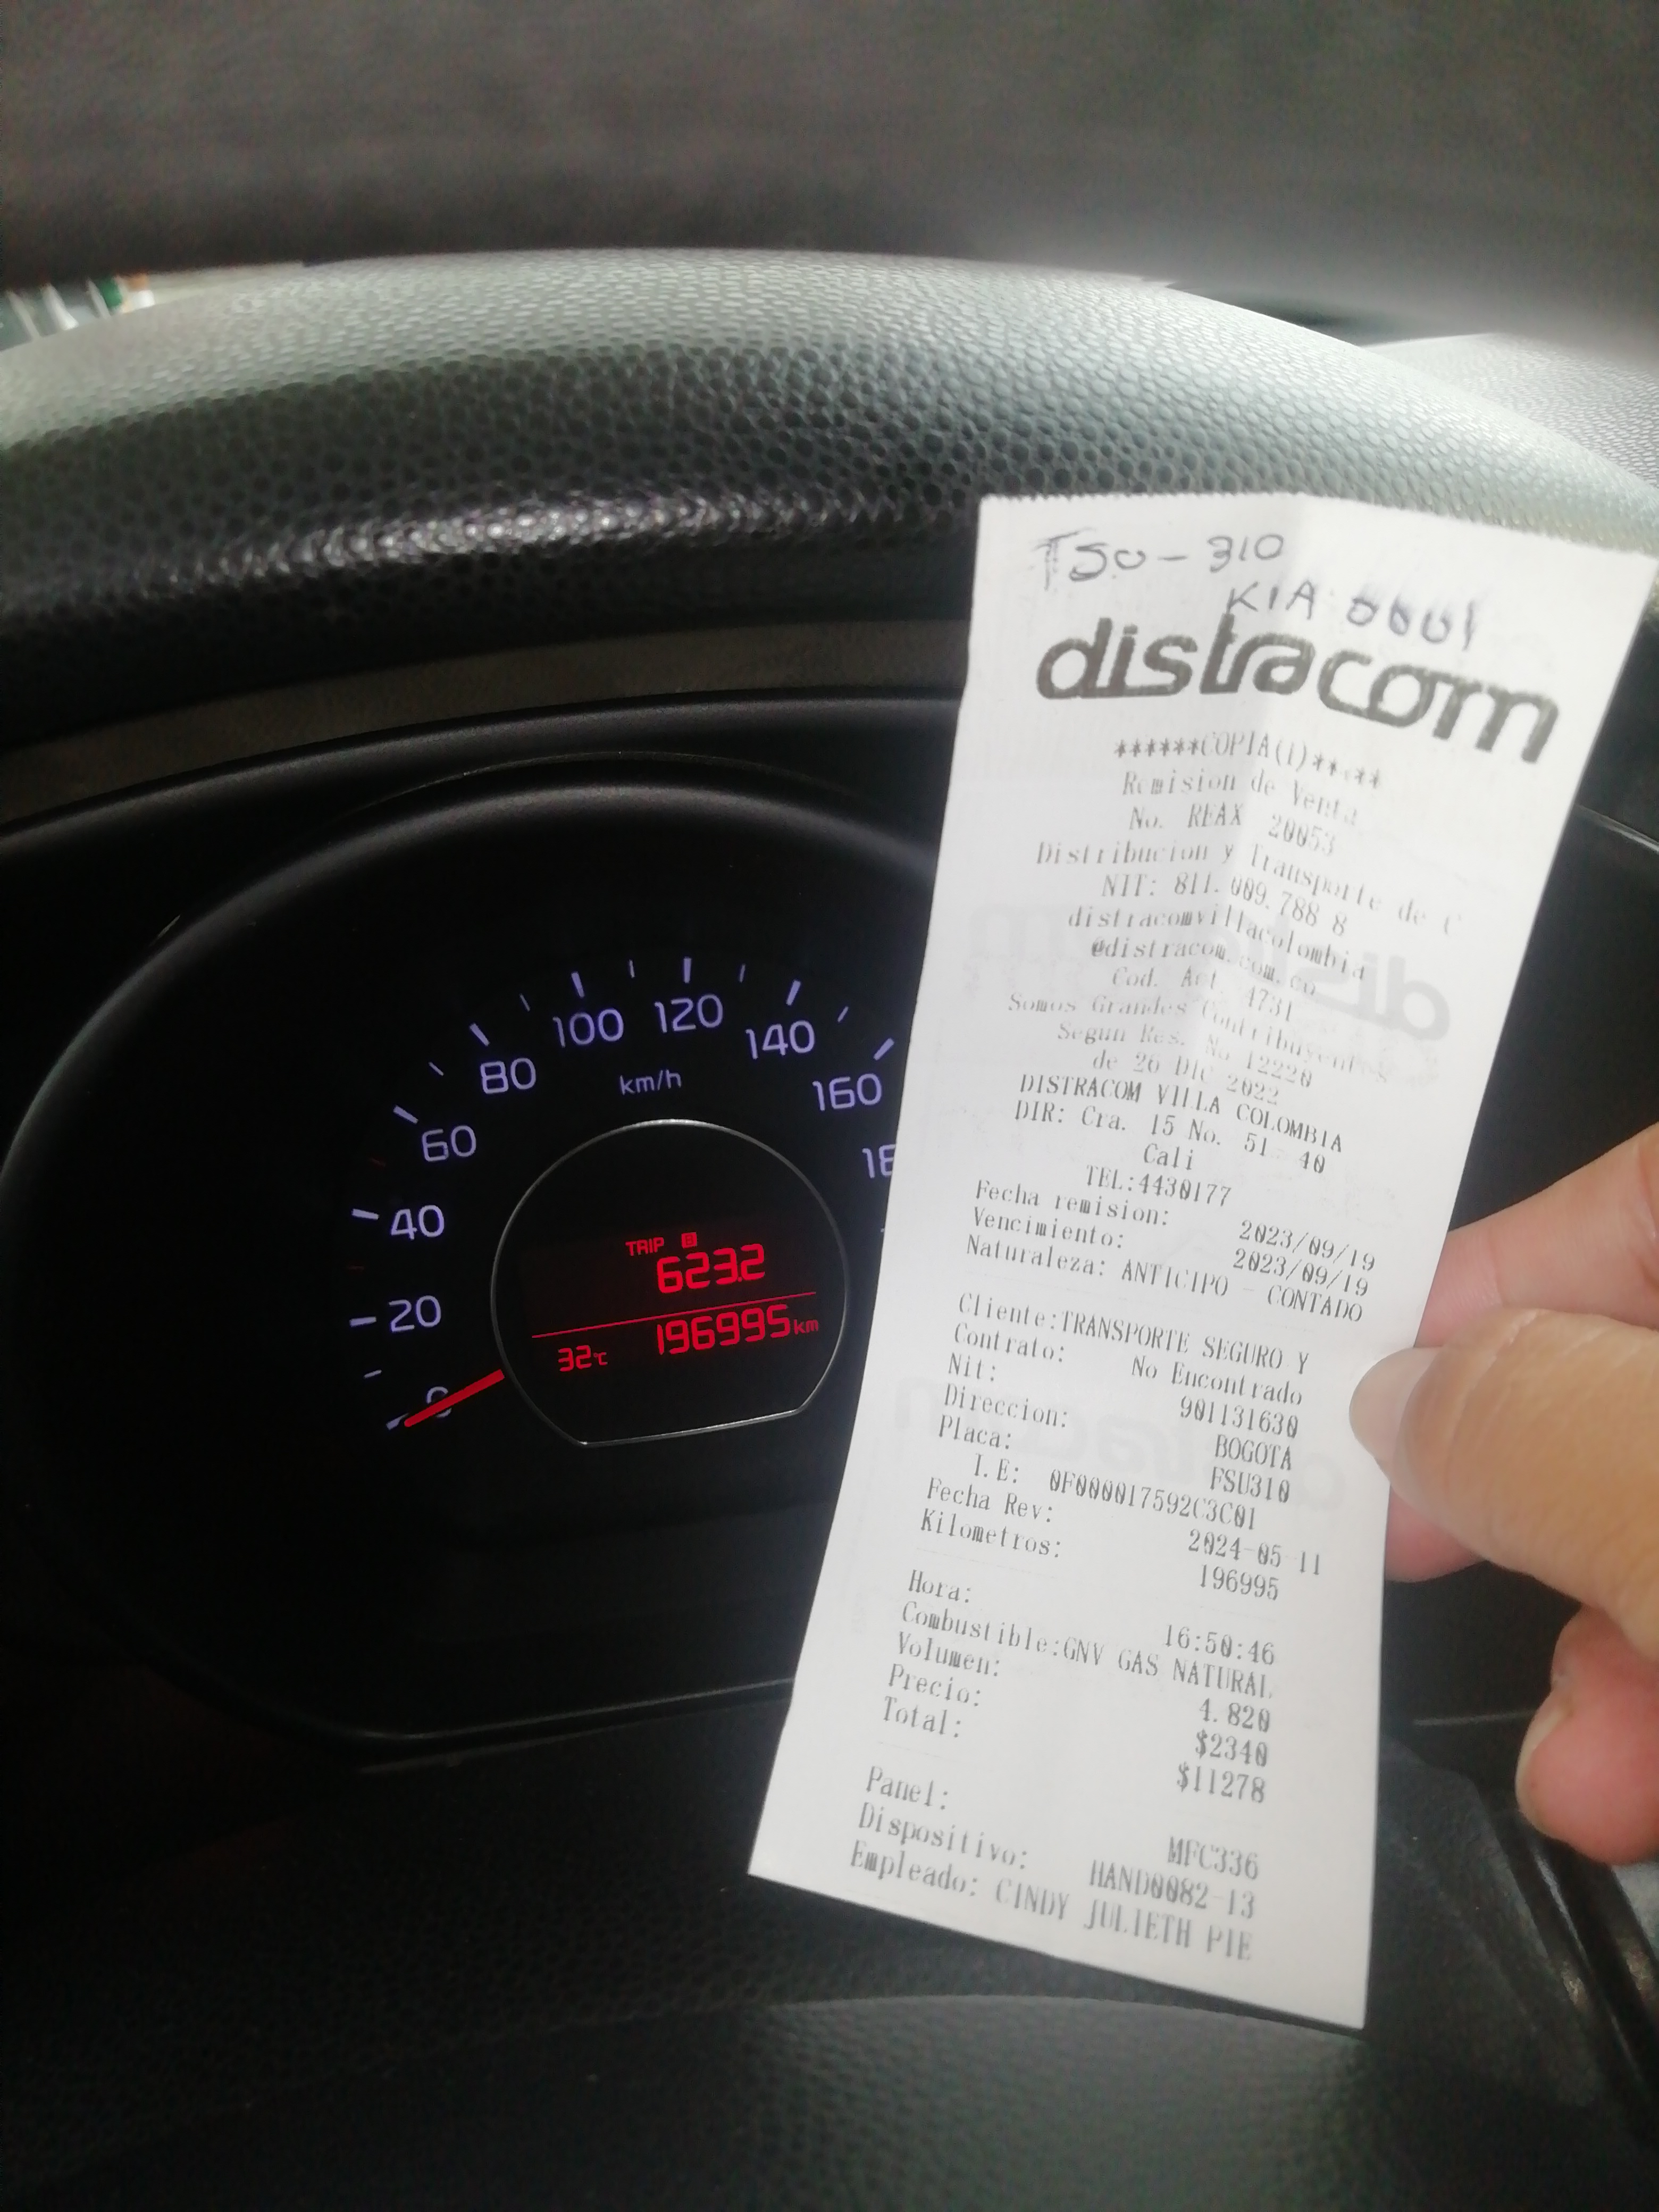 TSO-310
KIA 0001
distracom
******COPIA(1)**.**
Remision de Venta
No. REAX 20053
Distribucion y Transporte de C
NIT: 811.009.788 8
distracomvillacolombia
@distracom.com.co
Cod. Act. 4731
Somos Grandes Contribuyentes
Segun Res. No 12220
de 26 DIC 2022
DISTRACOM VILLA COLOMBIA
DIR: Cra. 15 No. 51 - 40
Cali
TEL:4430177
Fecha remision: 2023/09/19
Vencimiento: 2023/09/19
Naturaleza: ANTICIPO - CONTADO
Cliente:TRANSPORTE SEGURO Y
Contrato: No Encontrado
Nit: 901131630
Direccion: BOGOTA
Placa: FSU310
I.E: 0F000017592C3C01
Fecha Rev: 2024-05-11
Kilometros: 196995
Hora: 16:50:46
Combustible:GNV GAS NATURAL
Volumen: 4.820
Precio: $2340
Total: $11278
Panel: MFC336
Dispositivo: HAND0082-13
Empleado: CINDY JULIETH PIE
0
20
40
60
80
100
120
140
160
18
km/h
TRIP B
623.2
196995 km
32°C